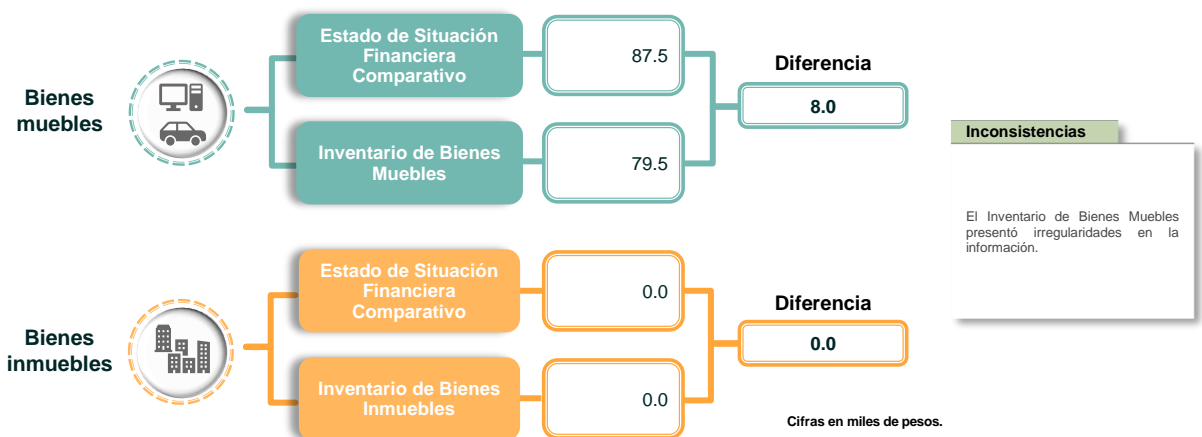 Bienes
muebles
Estado de Situación
Financiera
Comparativo
87.5
Inventario de Bienes
Muebles
79.5
Diferencia
8.0
Inconsistencias
El Inventario de Bienes Muebles
presentó irregularidades en la
información.
Bienes
inmuebles
Estado de Situación
Financiera
Comparativo
0.0
Inventario de Bienes
Inmuebles
0.0
Diferencia
0.0
Cifras en miles de pesos.